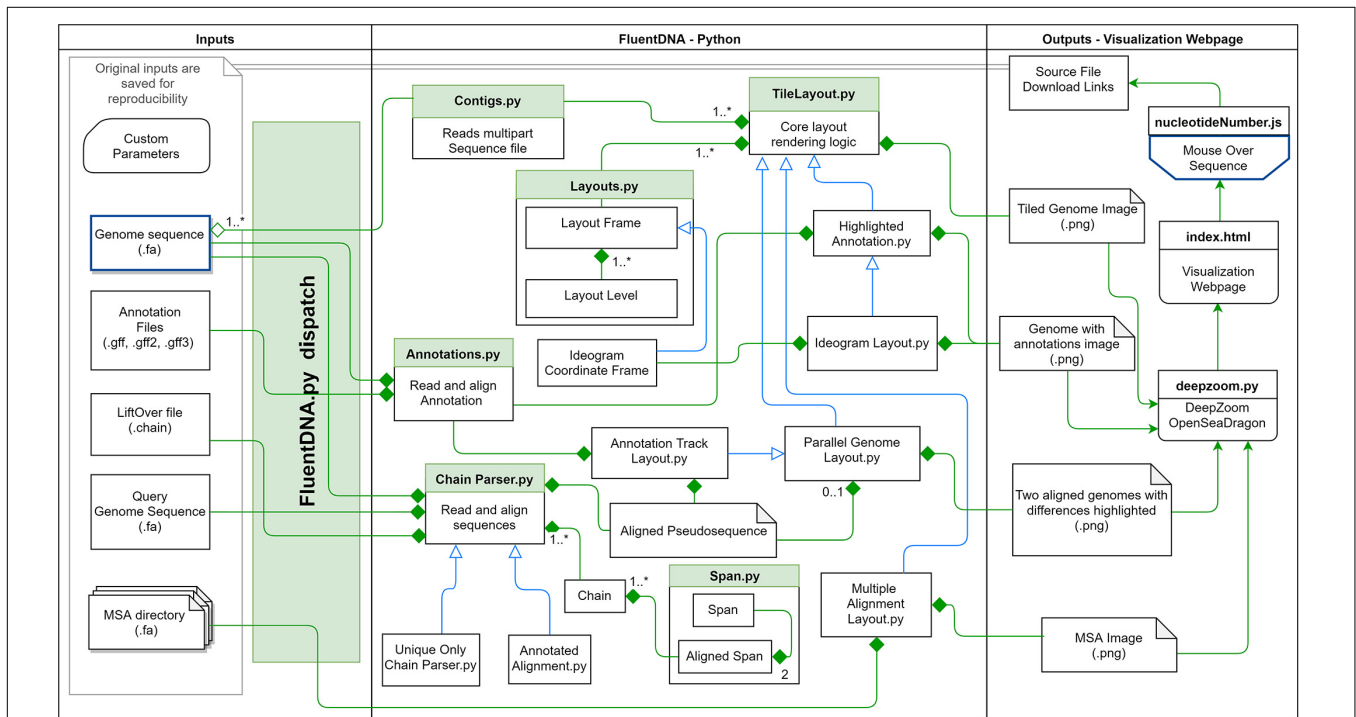 Inputs
FluentDNA - Python
Outputs - Visualization Webpage
Original inputs are
saved for
reproducibility
Custom
Parameters
Genome sequence
(.fa)
1..*
Annotation
Files
(.gff, .gff2, .gff3)
LiftOver file
(.chain)
Query
Genome Sequence
(.fa)
MSA directory
(.fa)
FluentDNA.py dispatch
Contigs.py
Reads multipart
Sequence file
1..*
1..*
TileLayout.py
Core layout
rendering logic
Layouts.py
Layout Frame
1..*
Layout Level
Highlighted
Annotation.py
Ideogram
Coordinate Frame
Ideogram Layout.py
Annotations.py
Read and align
Annotation
Annotation Track
Layout.py
Parallel Genome
Layout.py
0..1
Chain Parser.py
Read and align
sequences
1..*
Aligned Pseudosequence
Chain
1..*
Span.py
Span
Aligned Span
2
Multiple
Alignment
Layout.py
Unique Only
Chain Parser.py
Annotated
Alignment.py
Source File
Download Links
nucleotideNumber.js
Mouse Over
Sequence
Tiled Genome Image
(.png)
index.html
Visualization
Webpage
Genome with
annotations image
(.png)
deepzoom.py
DeepZoom
OpenSeaDragon
Two aligned genomes with
differences highlighted
(.png)
MSA Image
(.png)